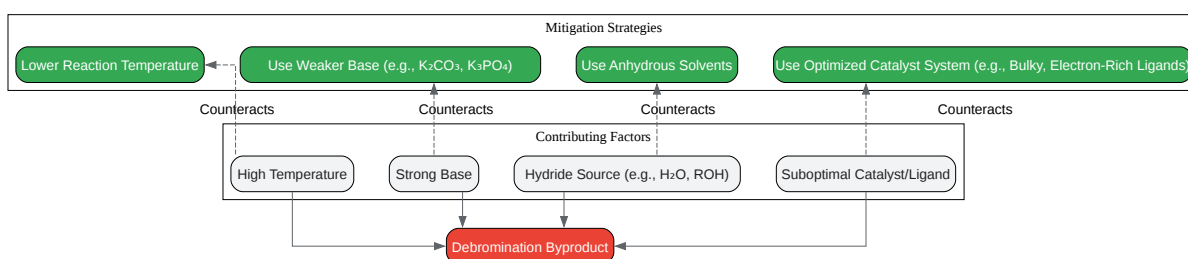 Mitigation Strategies
Lower Reaction Temperature
Use Weaker Base (e.g., K₂CO₃, K₃PO₄)
Use Anhydrous Solvents
Use Optimized Catalyst System (e.g., Bulky, Electron-Rich Ligands)
Counteracts
Counteracts
Counteracts
Counteracts
Contributing Factors
High Temperature
Strong Base
Hydride Source (e.g., H₂O, ROH)
Suboptimal Catalyst/Ligand
Debromination Byproduct